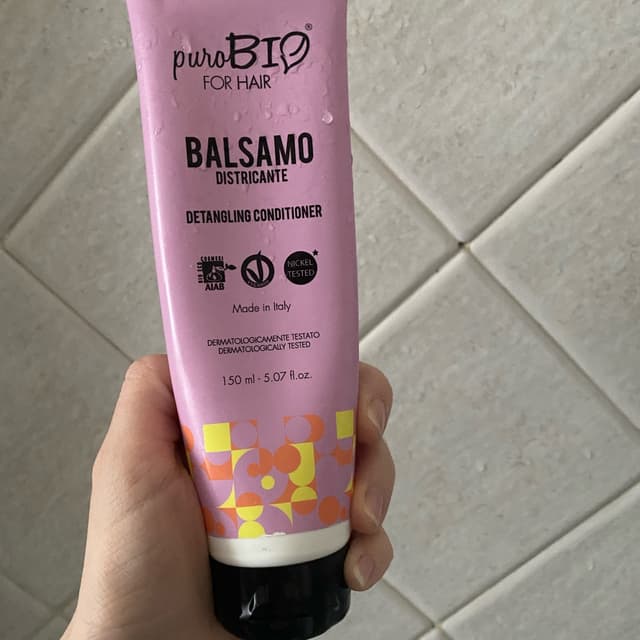 puroBIO®
FOR HAIR
BALSAMO
DISTRICANTE
DETANGLING CONDITIONER
AIAB
NICKEL
TESTED*
Made in Italy
DERMATOLOGICAMENTE TESTATO
DERMATOLOGICALLY TESTED
150 ml - 5.07 fl.oz.